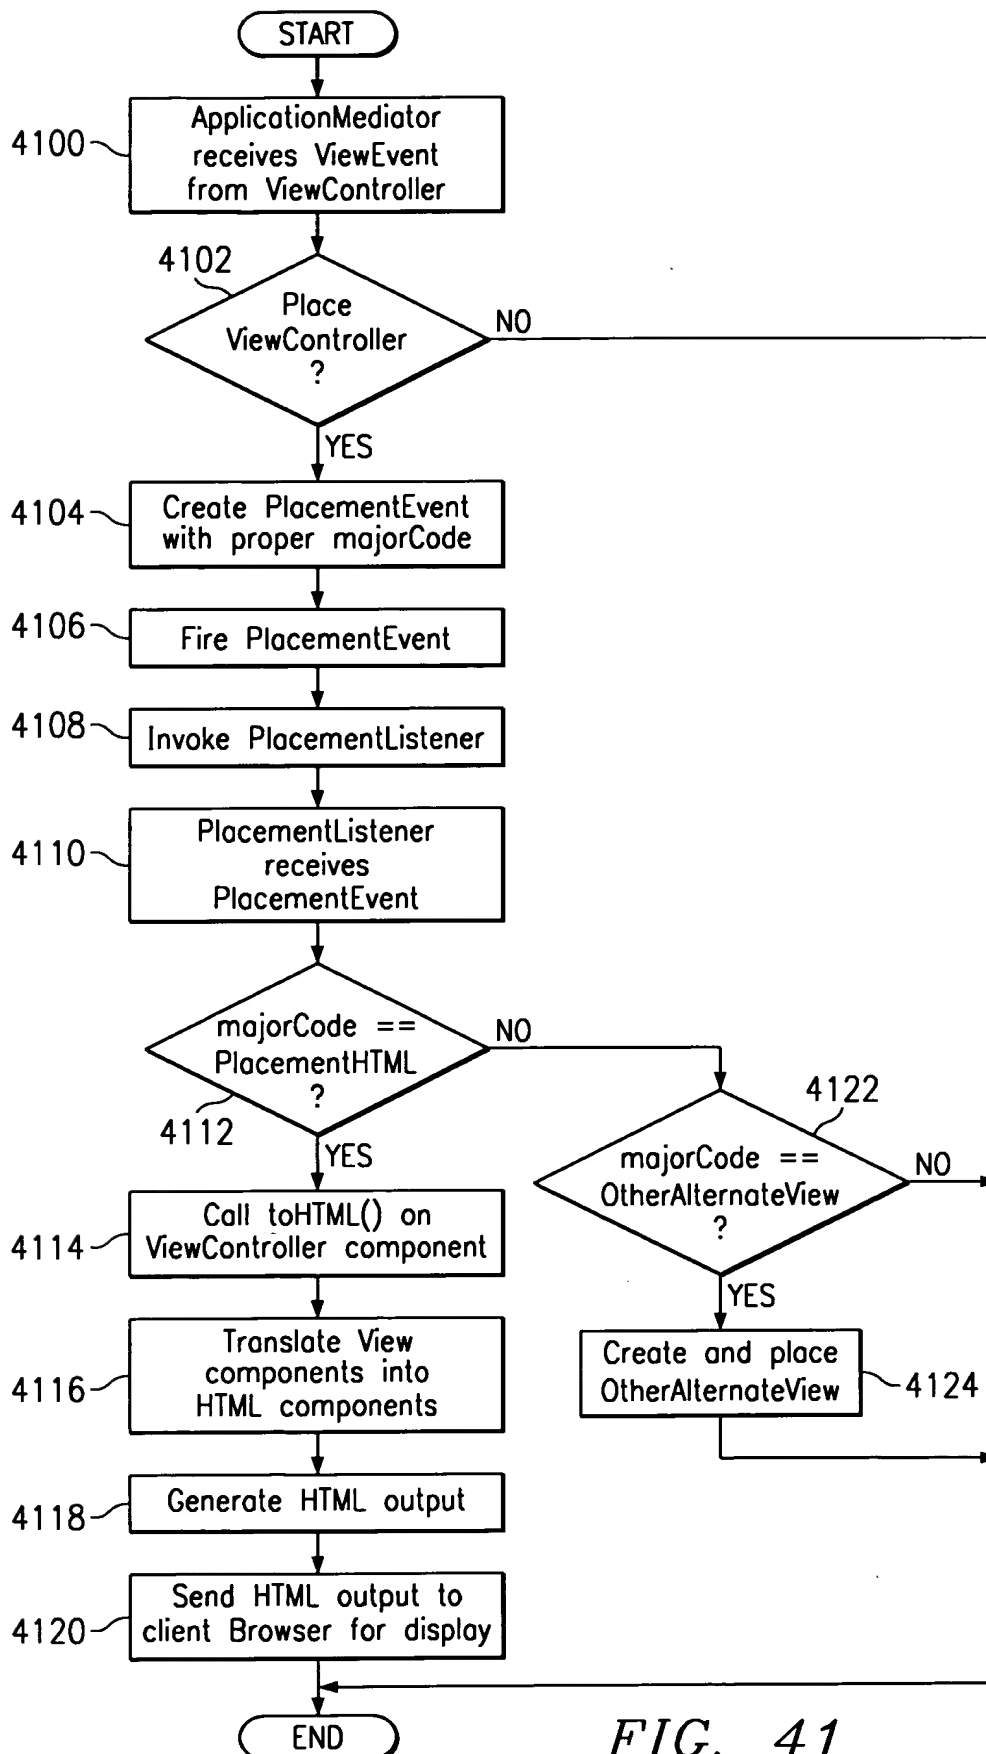 START
4100
ApplicationMediator
receives ViewEvent
from ViewController
4102
Place
ViewController
?
NO
YES
4104
Create PlacementEvent
with proper majorCode
4106
Fire PlacementEvent
4108
Invoke PlacementListener
4110
PlacementListener
receives
PlacementEvent
majorCode ==
PlacementHTML
?
NO
4112
YES
4122
majorCode ==
OtherAlternateView
?
NO
YES
4114
Call toHTML() on
ViewController component
4116
Translate View
components into
HTML components
Create and place
OtherAlternateView
4124
4118
Generate HTML output
4120
Send HTML output to
client Browser for display
END
FIG. 41